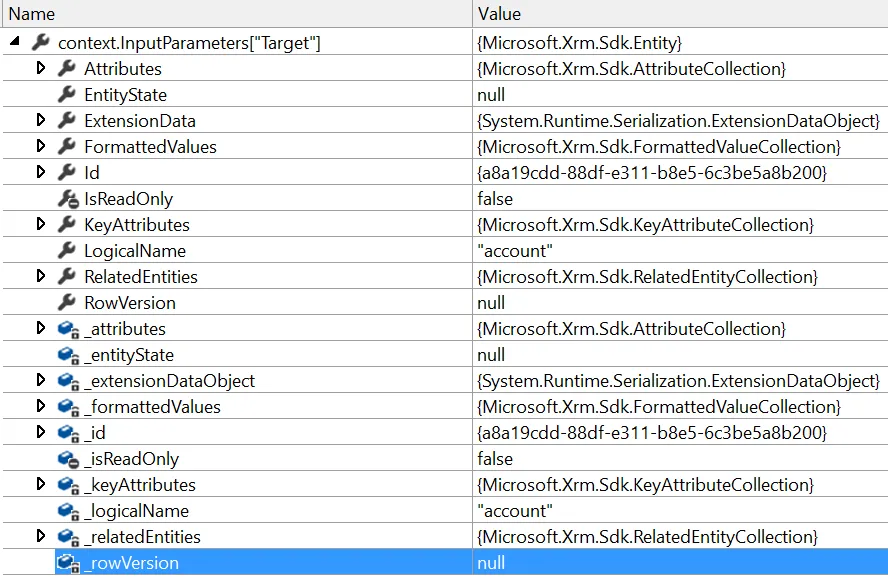 Name Value
context.InputParameters["Target"] {Microsoft.Xrm.Sdk.Entity}
Attributes {Microsoft.Xrm.Sdk.AttributeCollection}
EntityState null
ExtensionData {System.Runtime.Serialization.ExtensionDataObject}
FormattedValues {Microsoft.Xrm.Sdk.FormattedValueCollection}
Id {a8a19cdd-88df-e311-b8e5-6c3be5a8b200}
IsReadOnly false
KeyAttributes {Microsoft.Xrm.Sdk.KeyAttributeCollection}
LogicalName "account"
RelatedEntities {Microsoft.Xrm.Sdk.RelatedEntityCollection}
RowVersion null
_attributes {Microsoft.Xrm.Sdk.AttributeCollection}
_entityState null
_extensionDataObject {System.Runtime.Serialization.ExtensionDataObject}
_formattedValues {Microsoft.Xrm.Sdk.FormattedValueCollection}
_id {a8a19cdd-88df-e311-b8e5-6c3be5a8b200}
_isReadOnly false
_keyAttributes {Microsoft.Xrm.Sdk.KeyAttributeCollection}
_logicalName "account"
_relatedEntities {Microsoft.Xrm.Sdk.RelatedEntityCollection}
_rowVersion null